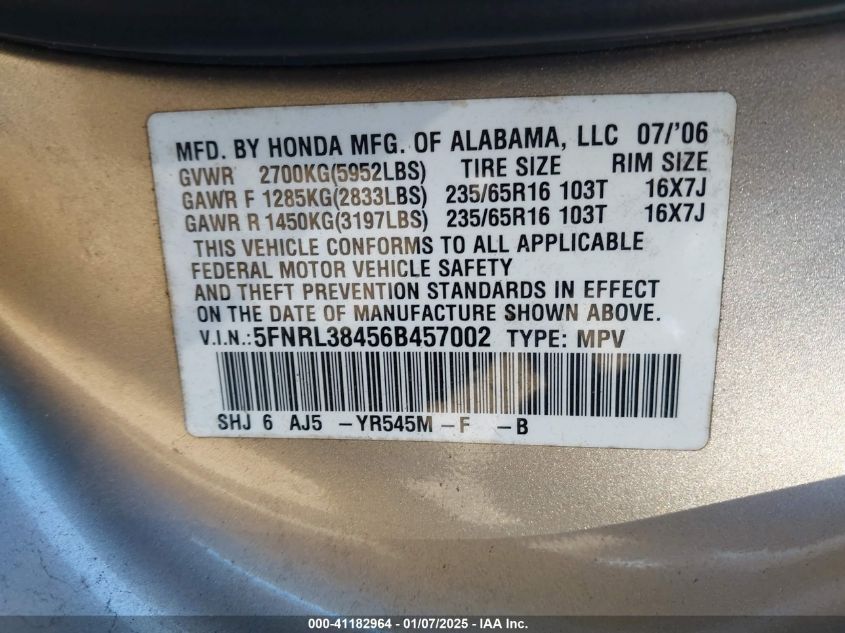 MFD. BY HONDA MFG. OF ALABAMA, LLC 07/'06
GVWR 2700KG(5952LBS) TIRE SIZE RIM SIZE
GAWR F 1285KG(2833LBS) 235/65R16 103T 16X7J
GAWR R 1450KG(3197LBS) 235/65R16 103T 16X7J
THIS VEHICLE CONFORMS TO ALL APPLICABLE
FEDERAL MOTOR VEHICLE SAFETY
AND THEFT PREVENTION STANDARDS IN EFFECT
ON THE DATE OF MANUFACTURE SHOWN ABOVE.
V.I.N.:5FNRL38456B457002 TYPE: MPV
SHJ 6 AJ5 -YR545M-F -B
000-41182964 - 01/07/2025 - IAA Inc.